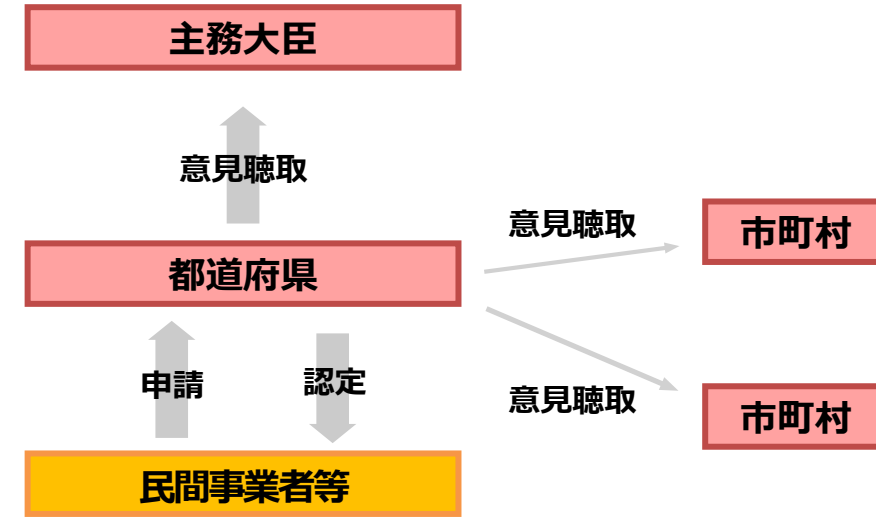 主務大臣
意見聴取
意見聴取
市町村
都道府県
申請
認定
意見聴取
市町村
民間事業者等